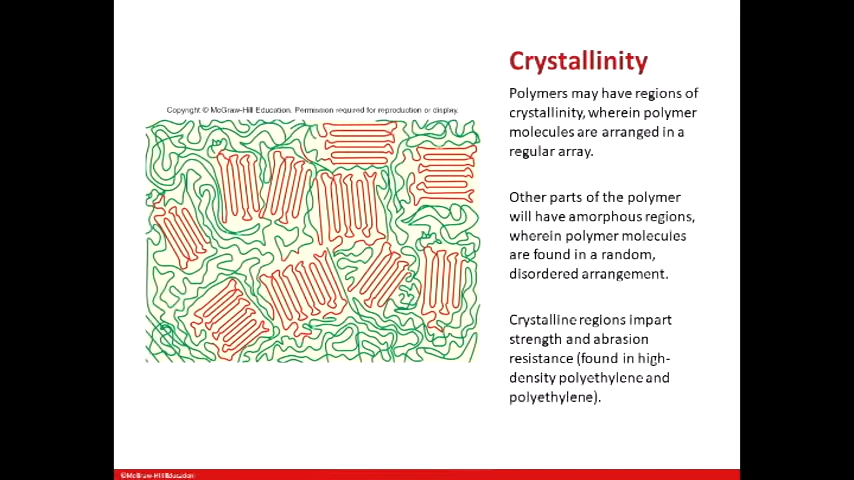 Crystallinity
Copyright © McGraw-Hill Education. Permission required for reproduction or display.
Polymers may have regions of
crystallinity, wherein polymer
molecules are arranged in a
regular array.
Other parts of the polymer
will have amorphous regions,
wherein polymer molecules
are found in a random,
disordered arrangement.
Crystalline regions impart
strength and abrasion
resistance (found in high-
density polyethylene and
polyethylene).
©McGraw-Hill Education